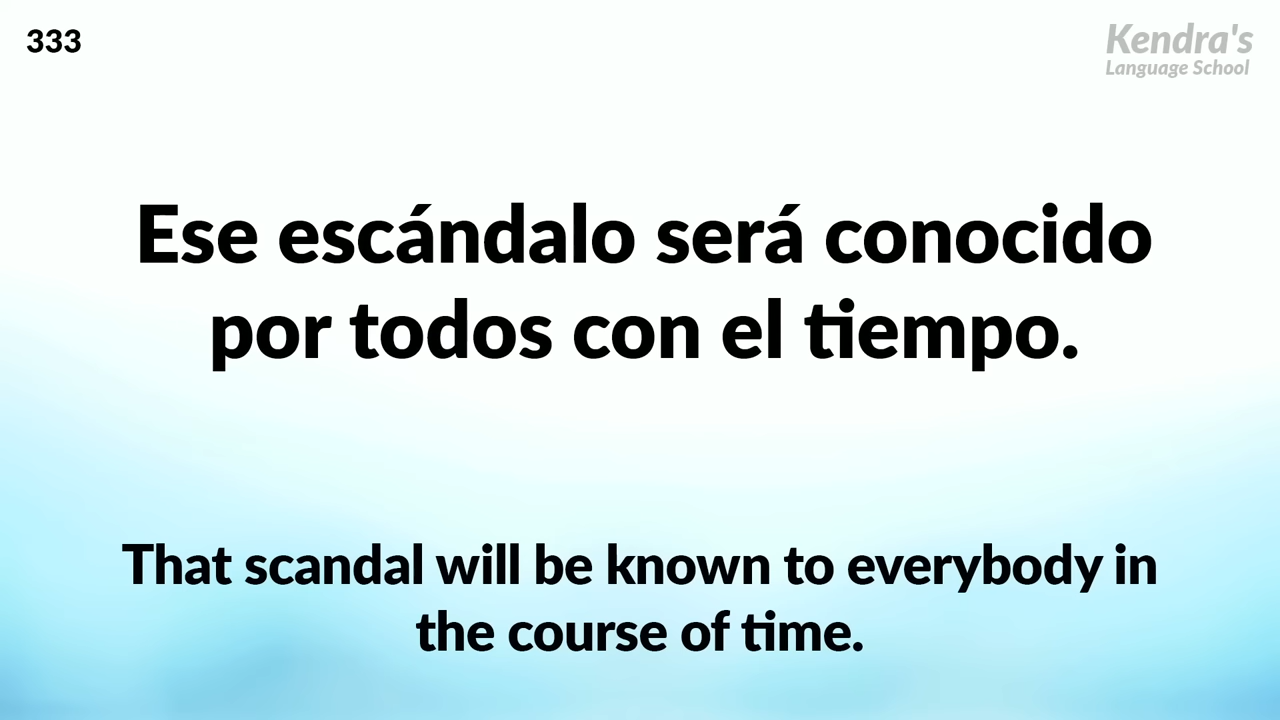 333
Kendra's
Language School
Ese escándalo será conocido
por todos con el tiempo.
That scandal will be known to everybody in
the course of time.